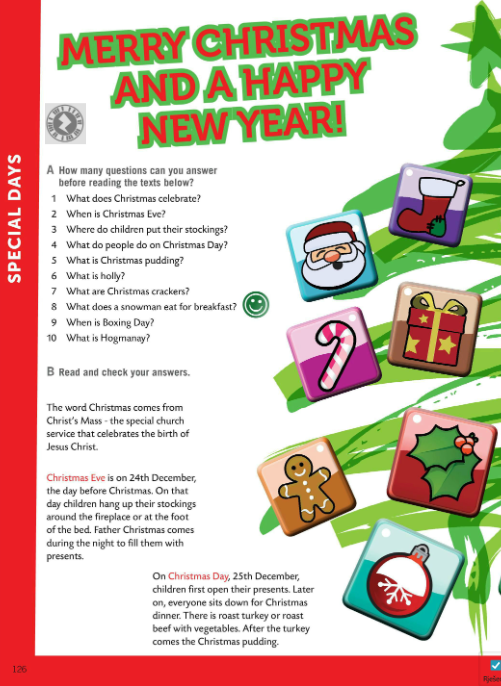 MERRY CHRISTMAS
AND A HAPPY
NEW YEAR!
SPECIAL DAYS
A How many questions can you answer
before reading the texts below?
1 What does Christmas celebrate?
2 When is Christmas Eve?
3 Where do children put their stockings?
4 What do people do on Christmas Day?
5 What is Christmas pudding?
6 What is holly?
7 What are Christmas crackers?
8 What does a snowman eat for breakfast?
9 When is Boxing Day?
10 What is Hogmanay?
B Read and check your answers.
The word Christmas comes from
Christ's Mass - the special church
service that celebrates the birth of
Jesus Christ.
Christmas Eve is on 24th December,
the day before Christmas. On that
day children hang up their stockings
around the fireplace or at the foot
of the bed. Father Christmas comes
during the night to fill them with
presents.
On Christmas Day, 25th December,
children first open their presents. Later
on, everyone sits down for Christmas
dinner. There is roast turkey or roast
beef with vegetables. After the turkey
comes the Christmas pudding.
126